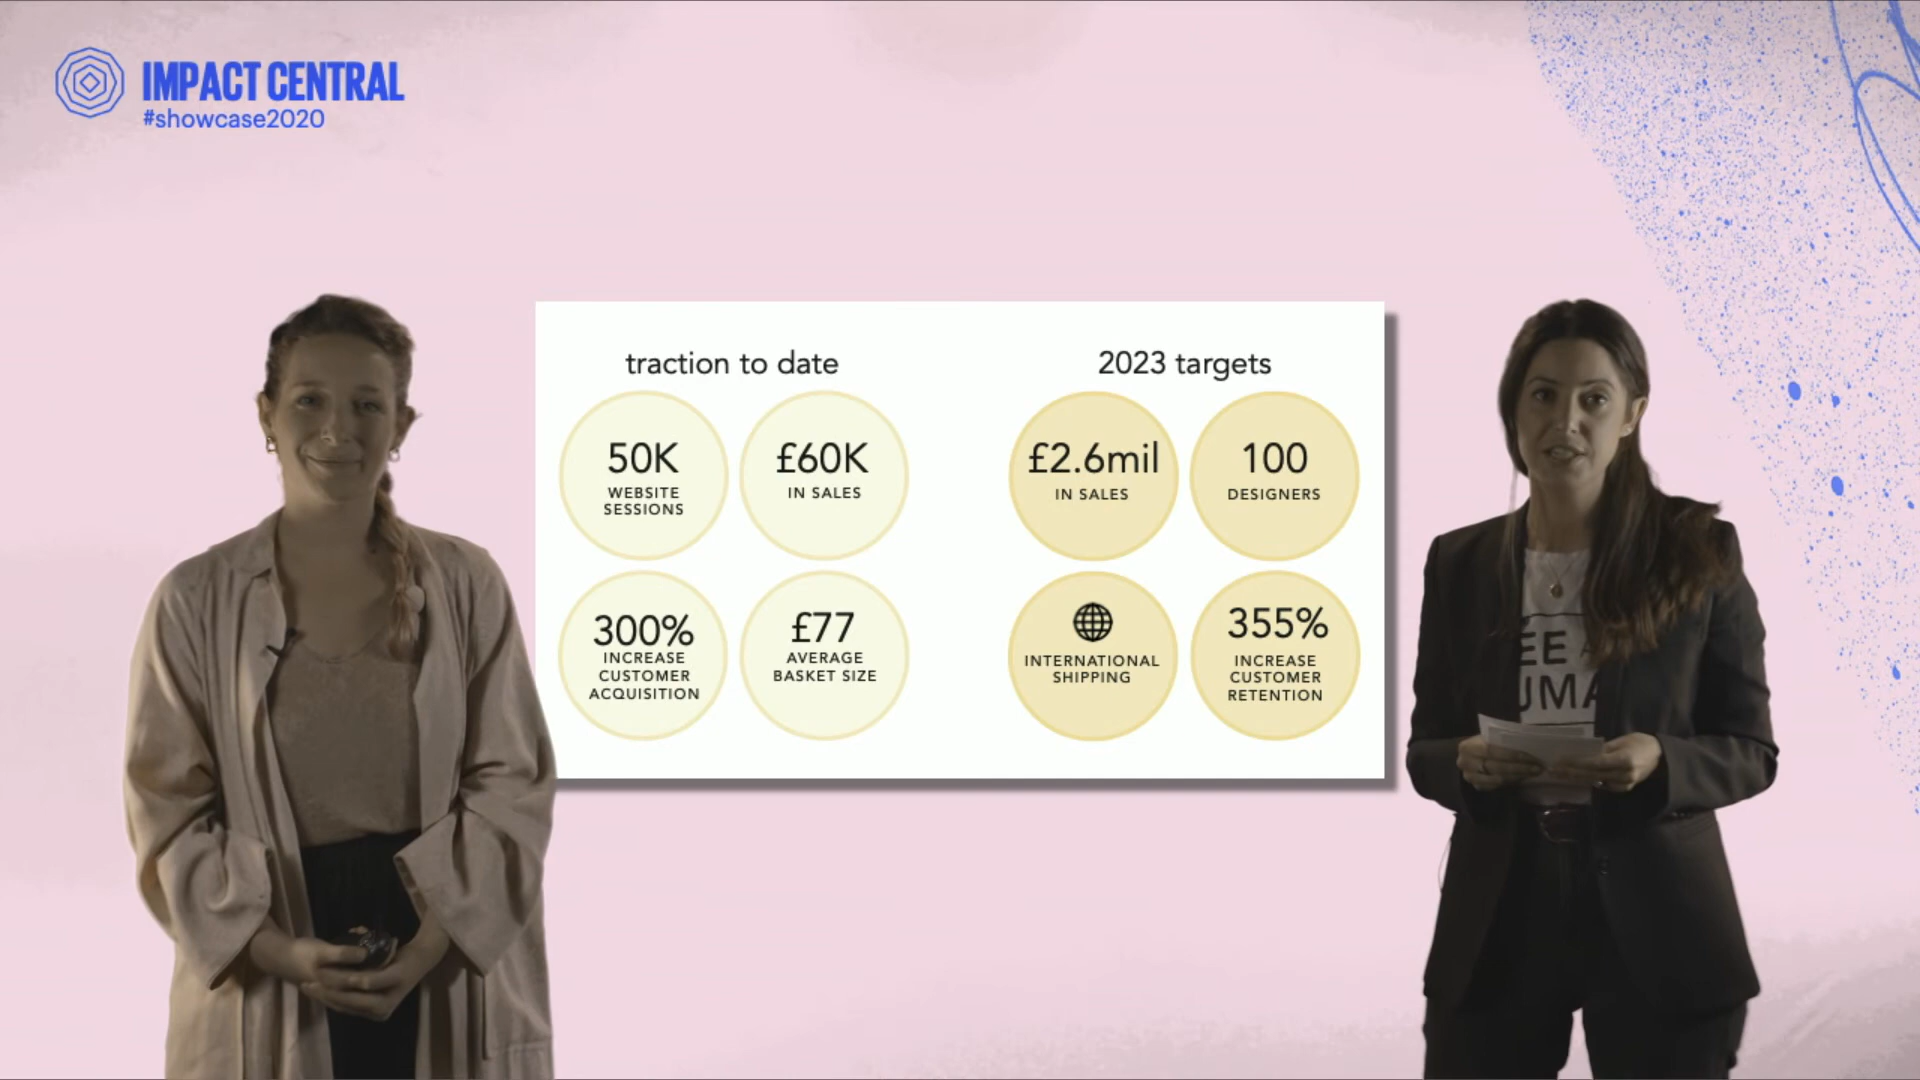 IMPACT CENTRAL
#showcase2020
traction to date
50K
WEBSITE
SESSIONS
£60K
IN SALES
300%
INCREASE
CUSTOMER
ACQUISITION
£77
AVERAGE
BASKET SIZE
2023 targets
£2.6mil
IN SALES
100
DESIGNERS
INTERNATIONAL
SHIPPING
355%
INCREASE
CUSTOMER
RETENTION